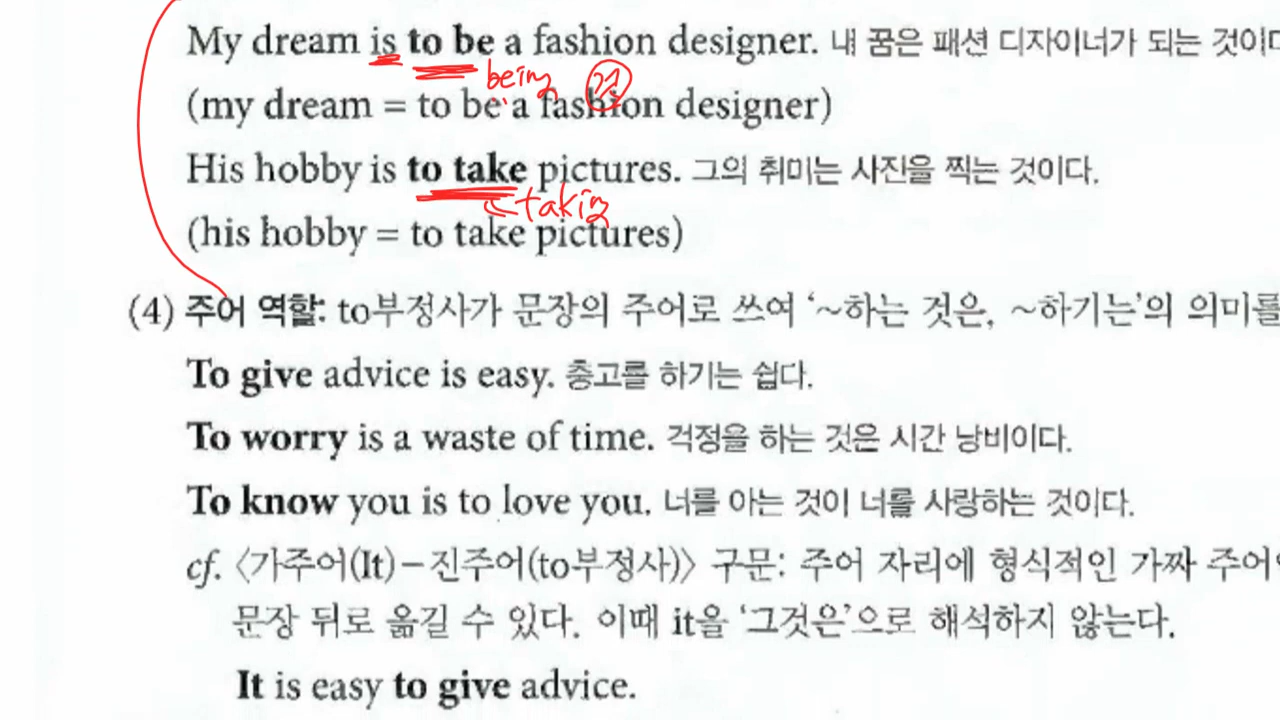 My dream is to be a fashion designer. 내 꿈은 패션 디자이너가 되는 것이다
being 것
(my dream = to be a fashion designer)
His hobby is to take pictures. 그의 취미는 사진을 찍는 것이다.
taking
(his hobby = to take pictures)
(4) 주어 역할: to부정사가 문장의 주어로 쓰여 ‘~하는 것은, ~하기는’의 의미를
To give advice is easy. 충고를 하기는 쉽다.
To worry is a waste of time. 걱정을 하는 것은 시간 낭비이다.
To know you is to love you. 너를 아는 것이 너를 사랑하는 것이다.
cf. 〈가주어(It)−진주어(to부정사)〉 구문: 주어 자리에 형식적인 가짜 주어인
문장 뒤로 옮길 수 있다. 이때 it을 ‘그것은’으로 해석하지 않는다.
It is easy to give advice.